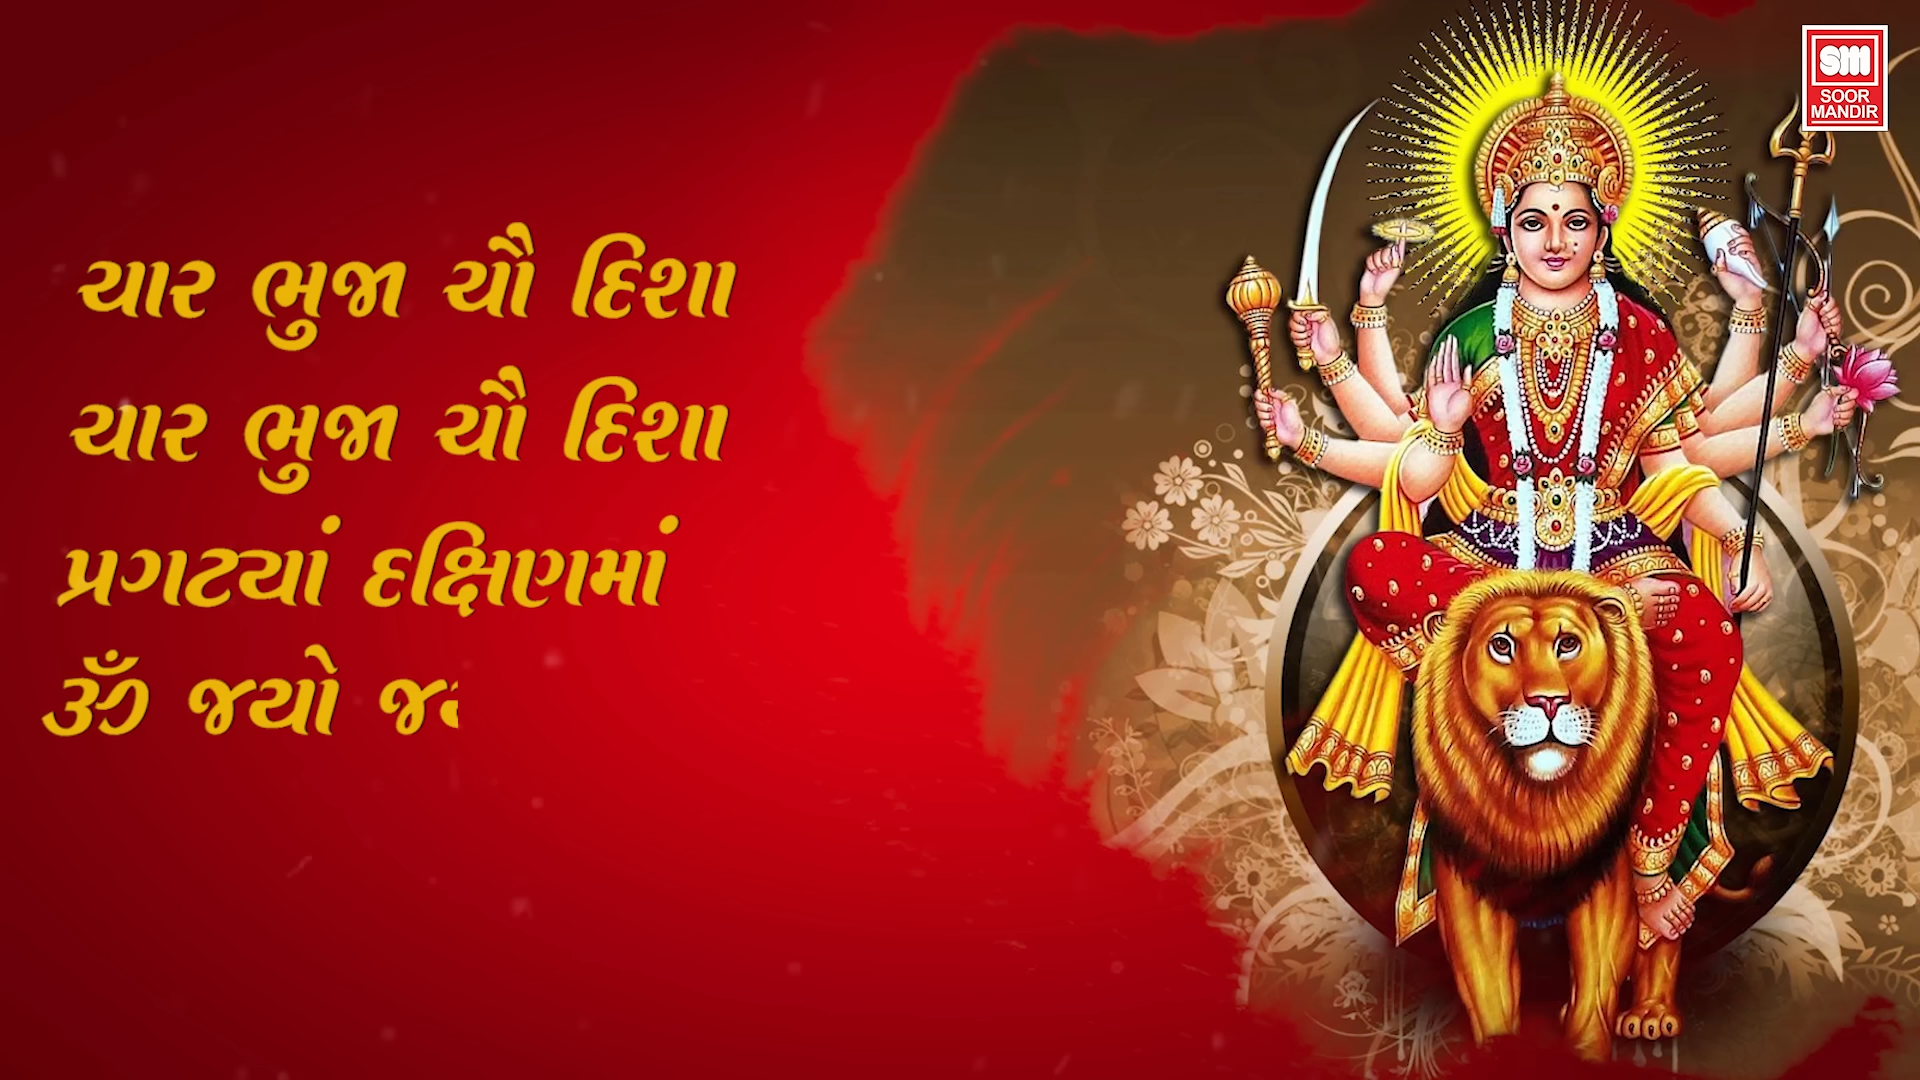 ચાર ભુજા ચૌ દિશા
ચાર ભુજા ચૌ દિશા
પ્રગટ્યાં દક્ષિણમાં
ૐ જયો
SM
SOOR
MANDIR